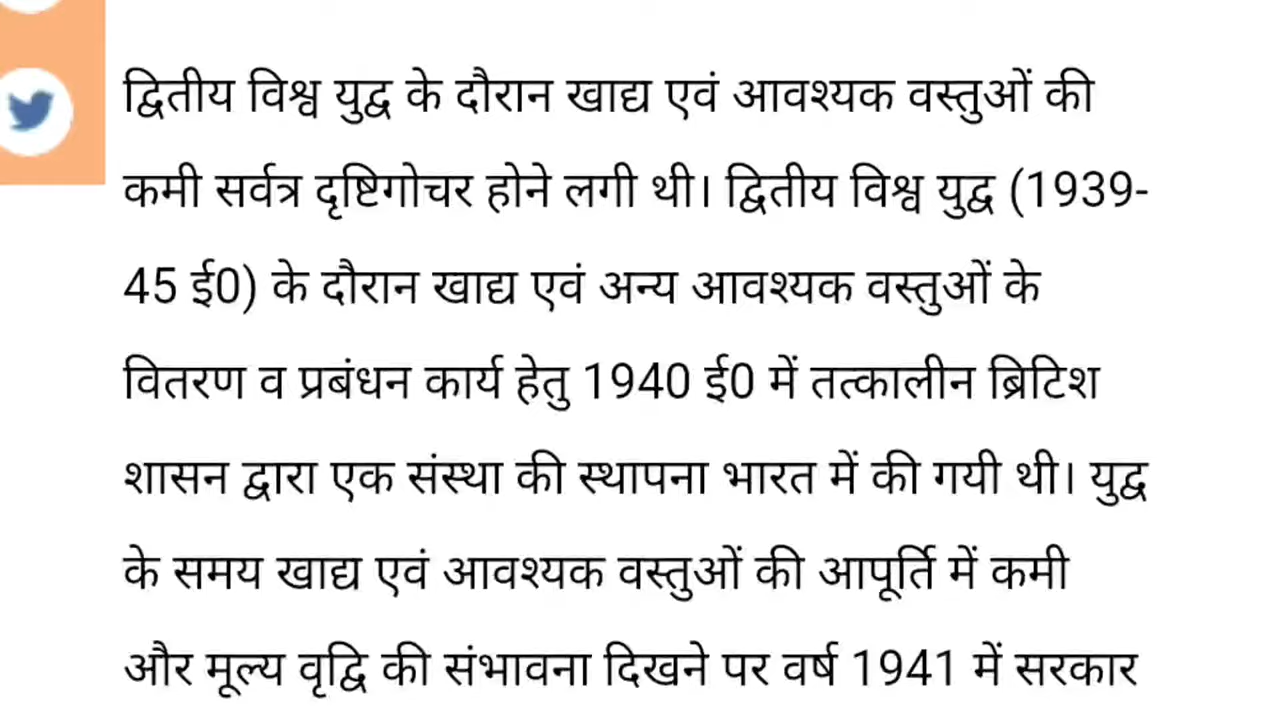 द्वितीय विश्व युद्व के दौरान खाद्य एवं आवश्यक वस्तुओं की
कमी सर्वत्र दृष्टिगोचर होने लगी थी। द्वितीय विश्व युद्व (1939-
45 ई0) के दौरान खाद्य एवं अन्य आवश्यक वस्तुओं के
वितरण व प्रबंधन कार्य हेतु 1940 ई0 में तत्कालीन ब्रिटिश
शासन द्वारा एक संस्था की स्थापना भारत में की गयी थी। युद्व
के समय खाद्य एवं आवश्यक वस्तुओं की आपूर्ति में कमी
और मूल्य वृद्वि की संभावना दिखने पर वर्ष 1941 में सरकार